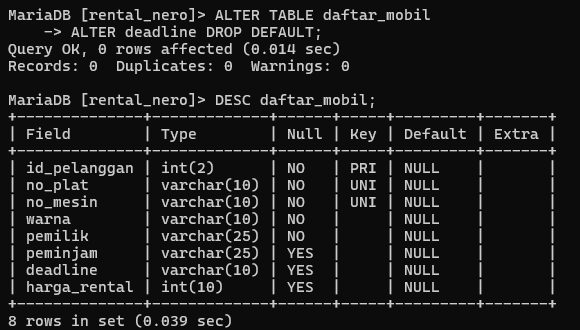 MariaDB [rental_nero]> ALTER TABLE daftar_mobil
    -> ALTER deadline DROP DEFAULT;
Query OK, 0 rows affected (0.014 sec)
Records: 0  Duplicates: 0  Warnings: 0

MariaDB [rental_nero]> DESC daftar_mobil;
+--------------+-------------+------+-----+---------+-------+
| Field        | Type        | Null | Key | Default | Extra |
+--------------+-------------+------+-----+---------+-------+
| id_pelanggan | int(2)      | NO   | PRI | NULL    |       |
| no_plat      | varchar(10) | NO   | UNI | NULL    |       |
| no_mesin     | varchar(10) | NO   | UNI | NULL    |       |
| warna        | varchar(10) | NO   |     | NULL    |       |
| pemilik      | varchar(25) | NO   |     | NULL    |       |
| peminjam     | varchar(25) | YES  |     | NULL    |       |
| deadline     | varchar(10) | YES  |     | NULL    |       |
| harga_rental | int(10)     | YES  |     | NULL    |       |
+--------------+-------------+------+-----+---------+-------+
8 rows in set (0.039 sec)